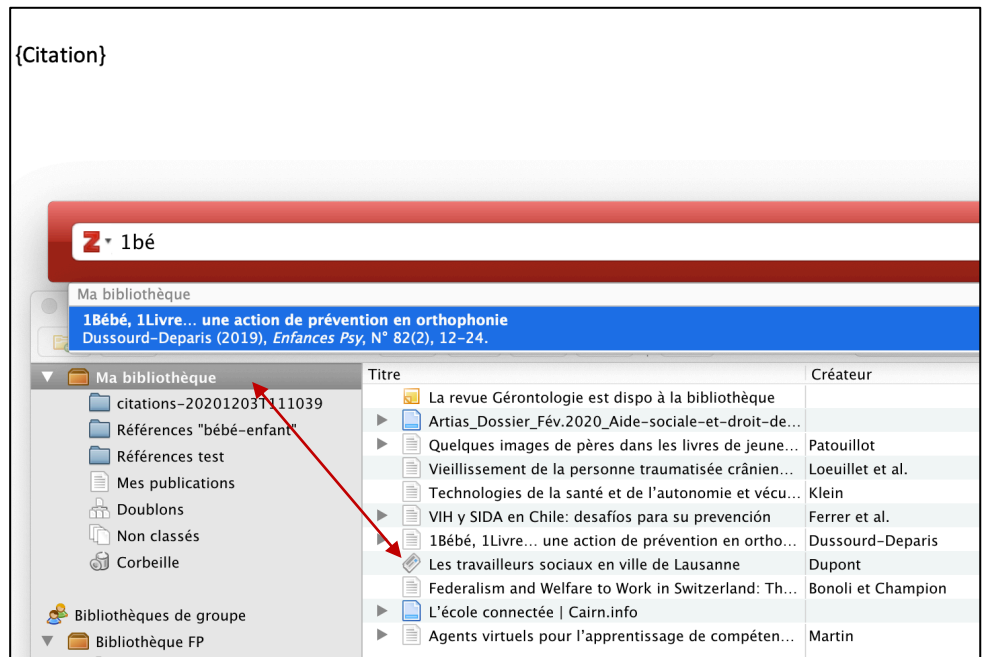 {Citation}
Z 1bé
Ma bibliothèque
1Bébé, 1Livre... une action de prévention en orthophonie
Dussourd-Deparis (2019), Enfances Psy, N° 82(2), 12-24.
Ma bibliothèque
citations-20201203T111039
Références "bébé-enfant"
Références test
Mes publications
Doublons
Non classés
Corbeille
Bibliothèques de groupe
Bibliothèque FP
Titre Créateur
La revue Gérontologie est dispo à la bibliothèque
Artias_Dossier_Fév.2020_Aide-sociale-et-droit-de...
Quelques images de pères dans les livres de jeune... Patouillot
Vieillissement de la personne traumatisée crânien... Loeuillet et al.
Technologies de la santé et de l'autonomie et vécu... Klein
VIH y SIDA en Chile: desafíos para su prevención Ferrer et al.
1Bébé, 1Livre... une action de prévention en ortho... Dussourd-Deparis
Les travailleurs sociaux en ville de Lausanne Dupont
Federalism and Welfare to Work in Switzerland: Th... Bonoli et Champion
L'école connectée | Cairn.info
Agents virtuels pour l'apprentissage de compéten... Martin